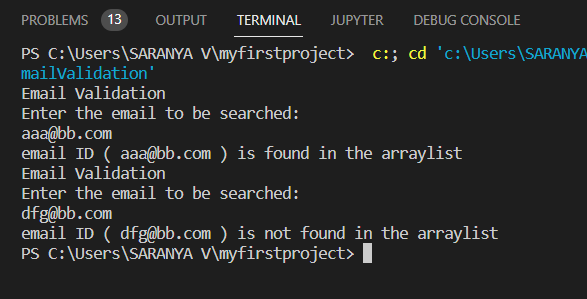 PROBLEMS 13 OUTPUT TERMINAL JUPYTER DEBUG CONSOLE
PS C:\Users\SARANYA V\myfirstproject>  c:; cd 'c:\Users\SARANYA
mailValidation'
Email Validation
Enter the email to be searched:
aaa@bb.com
email ID ( aaa@bb.com ) is found in the arraylist
Email Validation
Enter the email to be searched:
dfg@bb.com
email ID ( dfg@bb.com ) is not found in the arraylist
PS C:\Users\SARANYA V\myfirstproject>